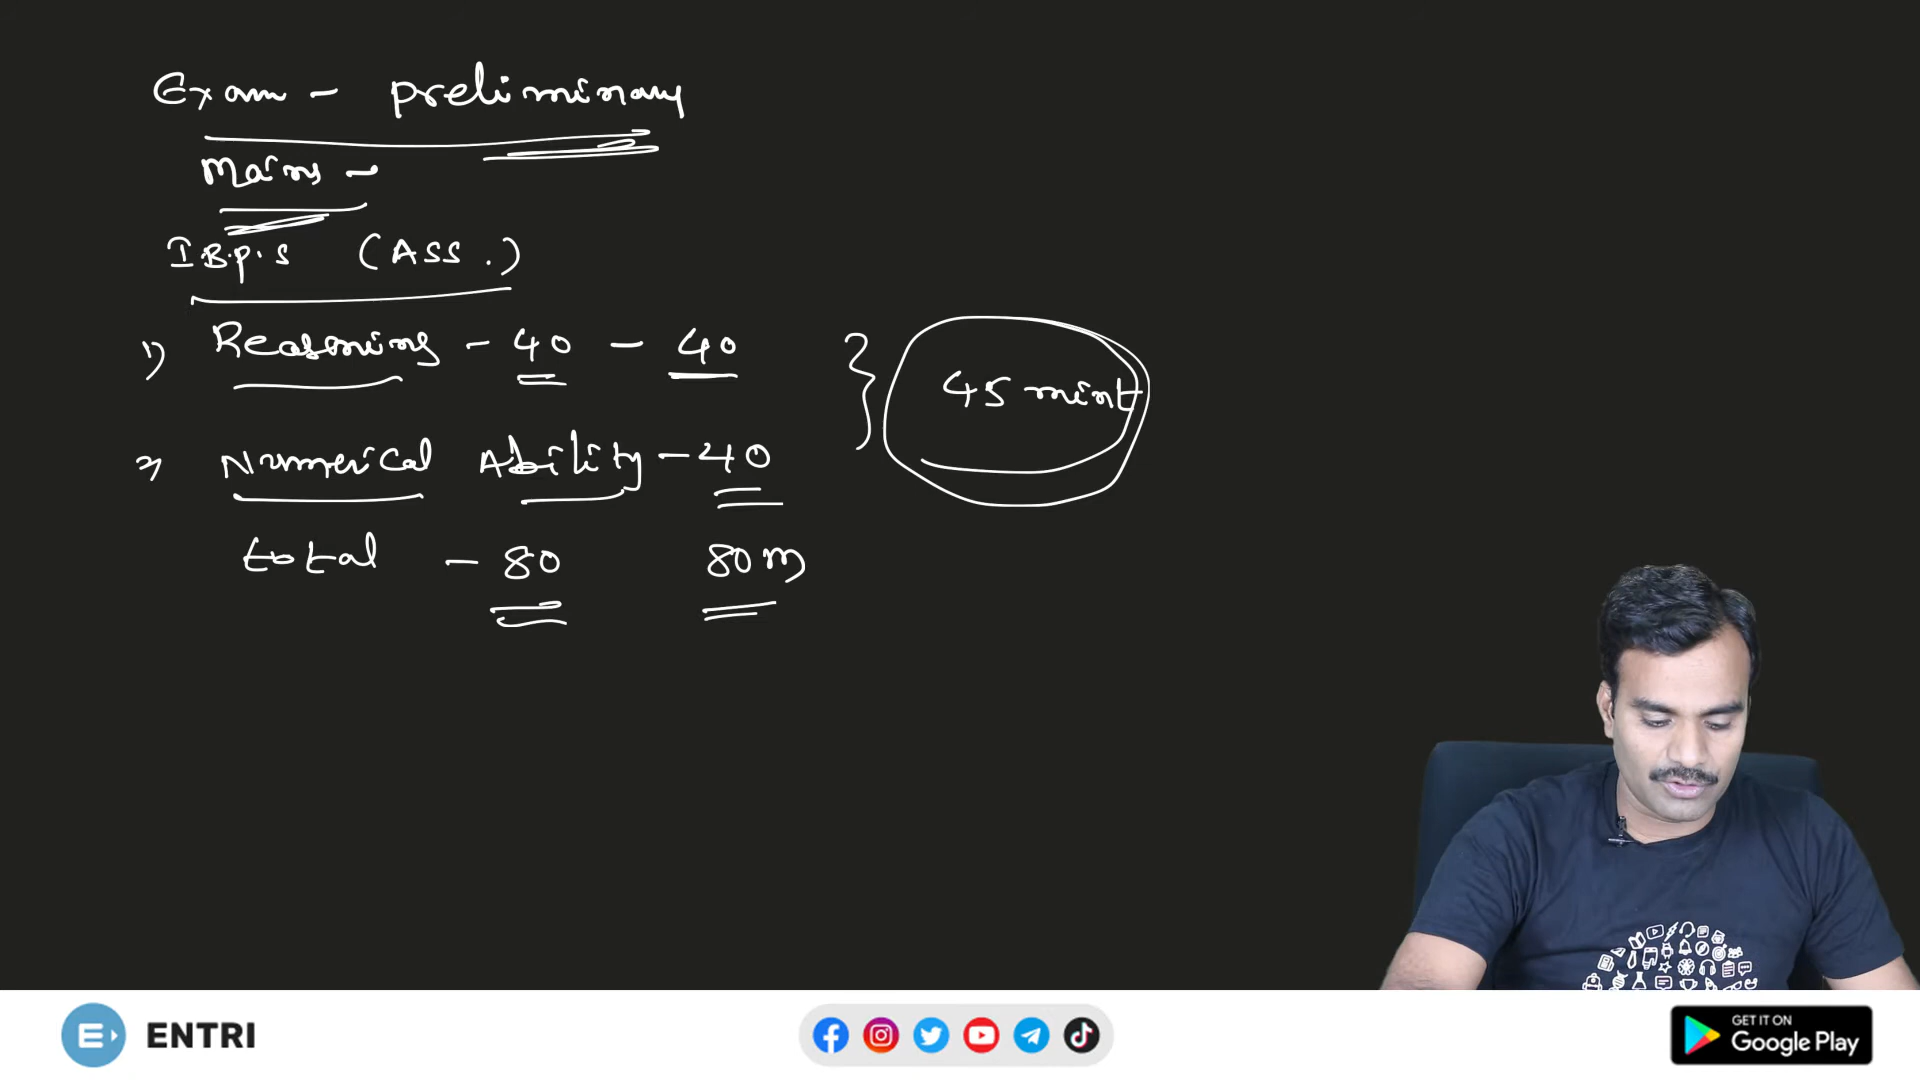 Exam - preliminary
Mains -
I.B.P.S (ASS.)
1) Reasoning - 40 - 40
2) Numerical Ability - 40
45 mint
total - 80 80m
ENTRI
GET IT ON
Google Play